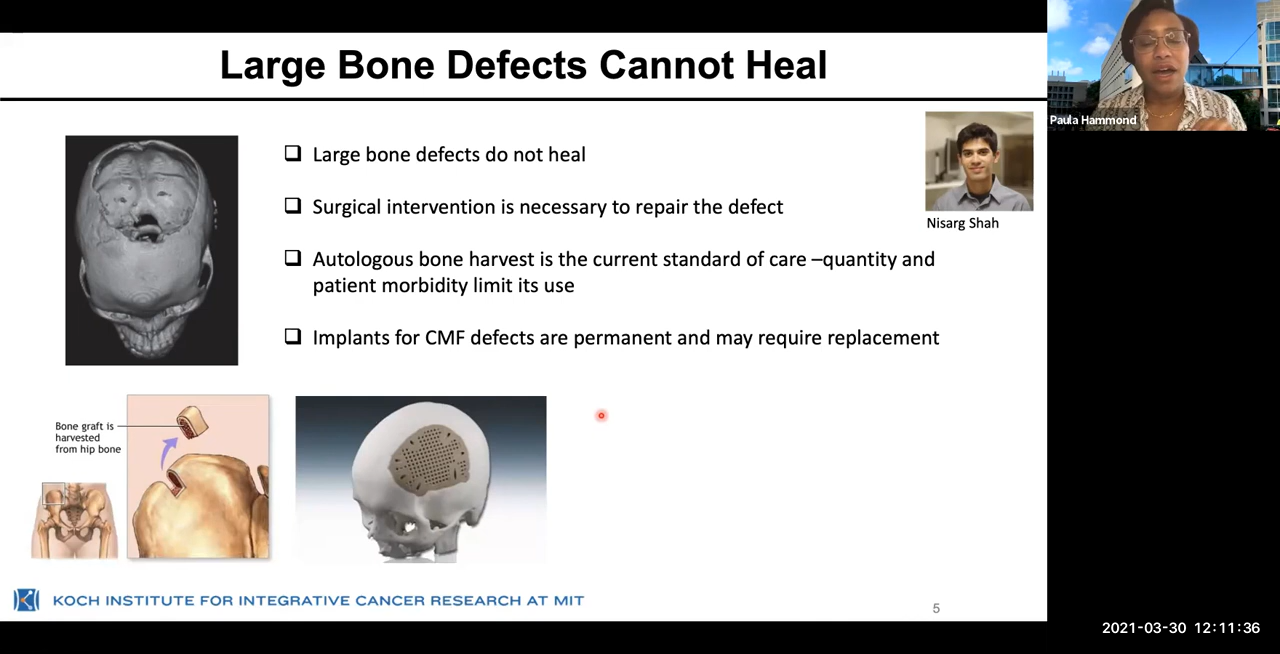 Large Bone Defects Cannot Heal
Paula Hammond
Large bone defects do not heal
Surgical intervention is necessary to repair the defect
Nisarg Shah
Autologous bone harvest is the current standard of care –quantity and
patient morbidity limit its use
Implants for CMF defects are permanent and may require replacement
Bone graft is
harvested
from hip bone
KOCH INSTITUTE FOR INTEGRATIVE CANCER RESEARCH AT MIT
5
2021-03-30 12:11:36